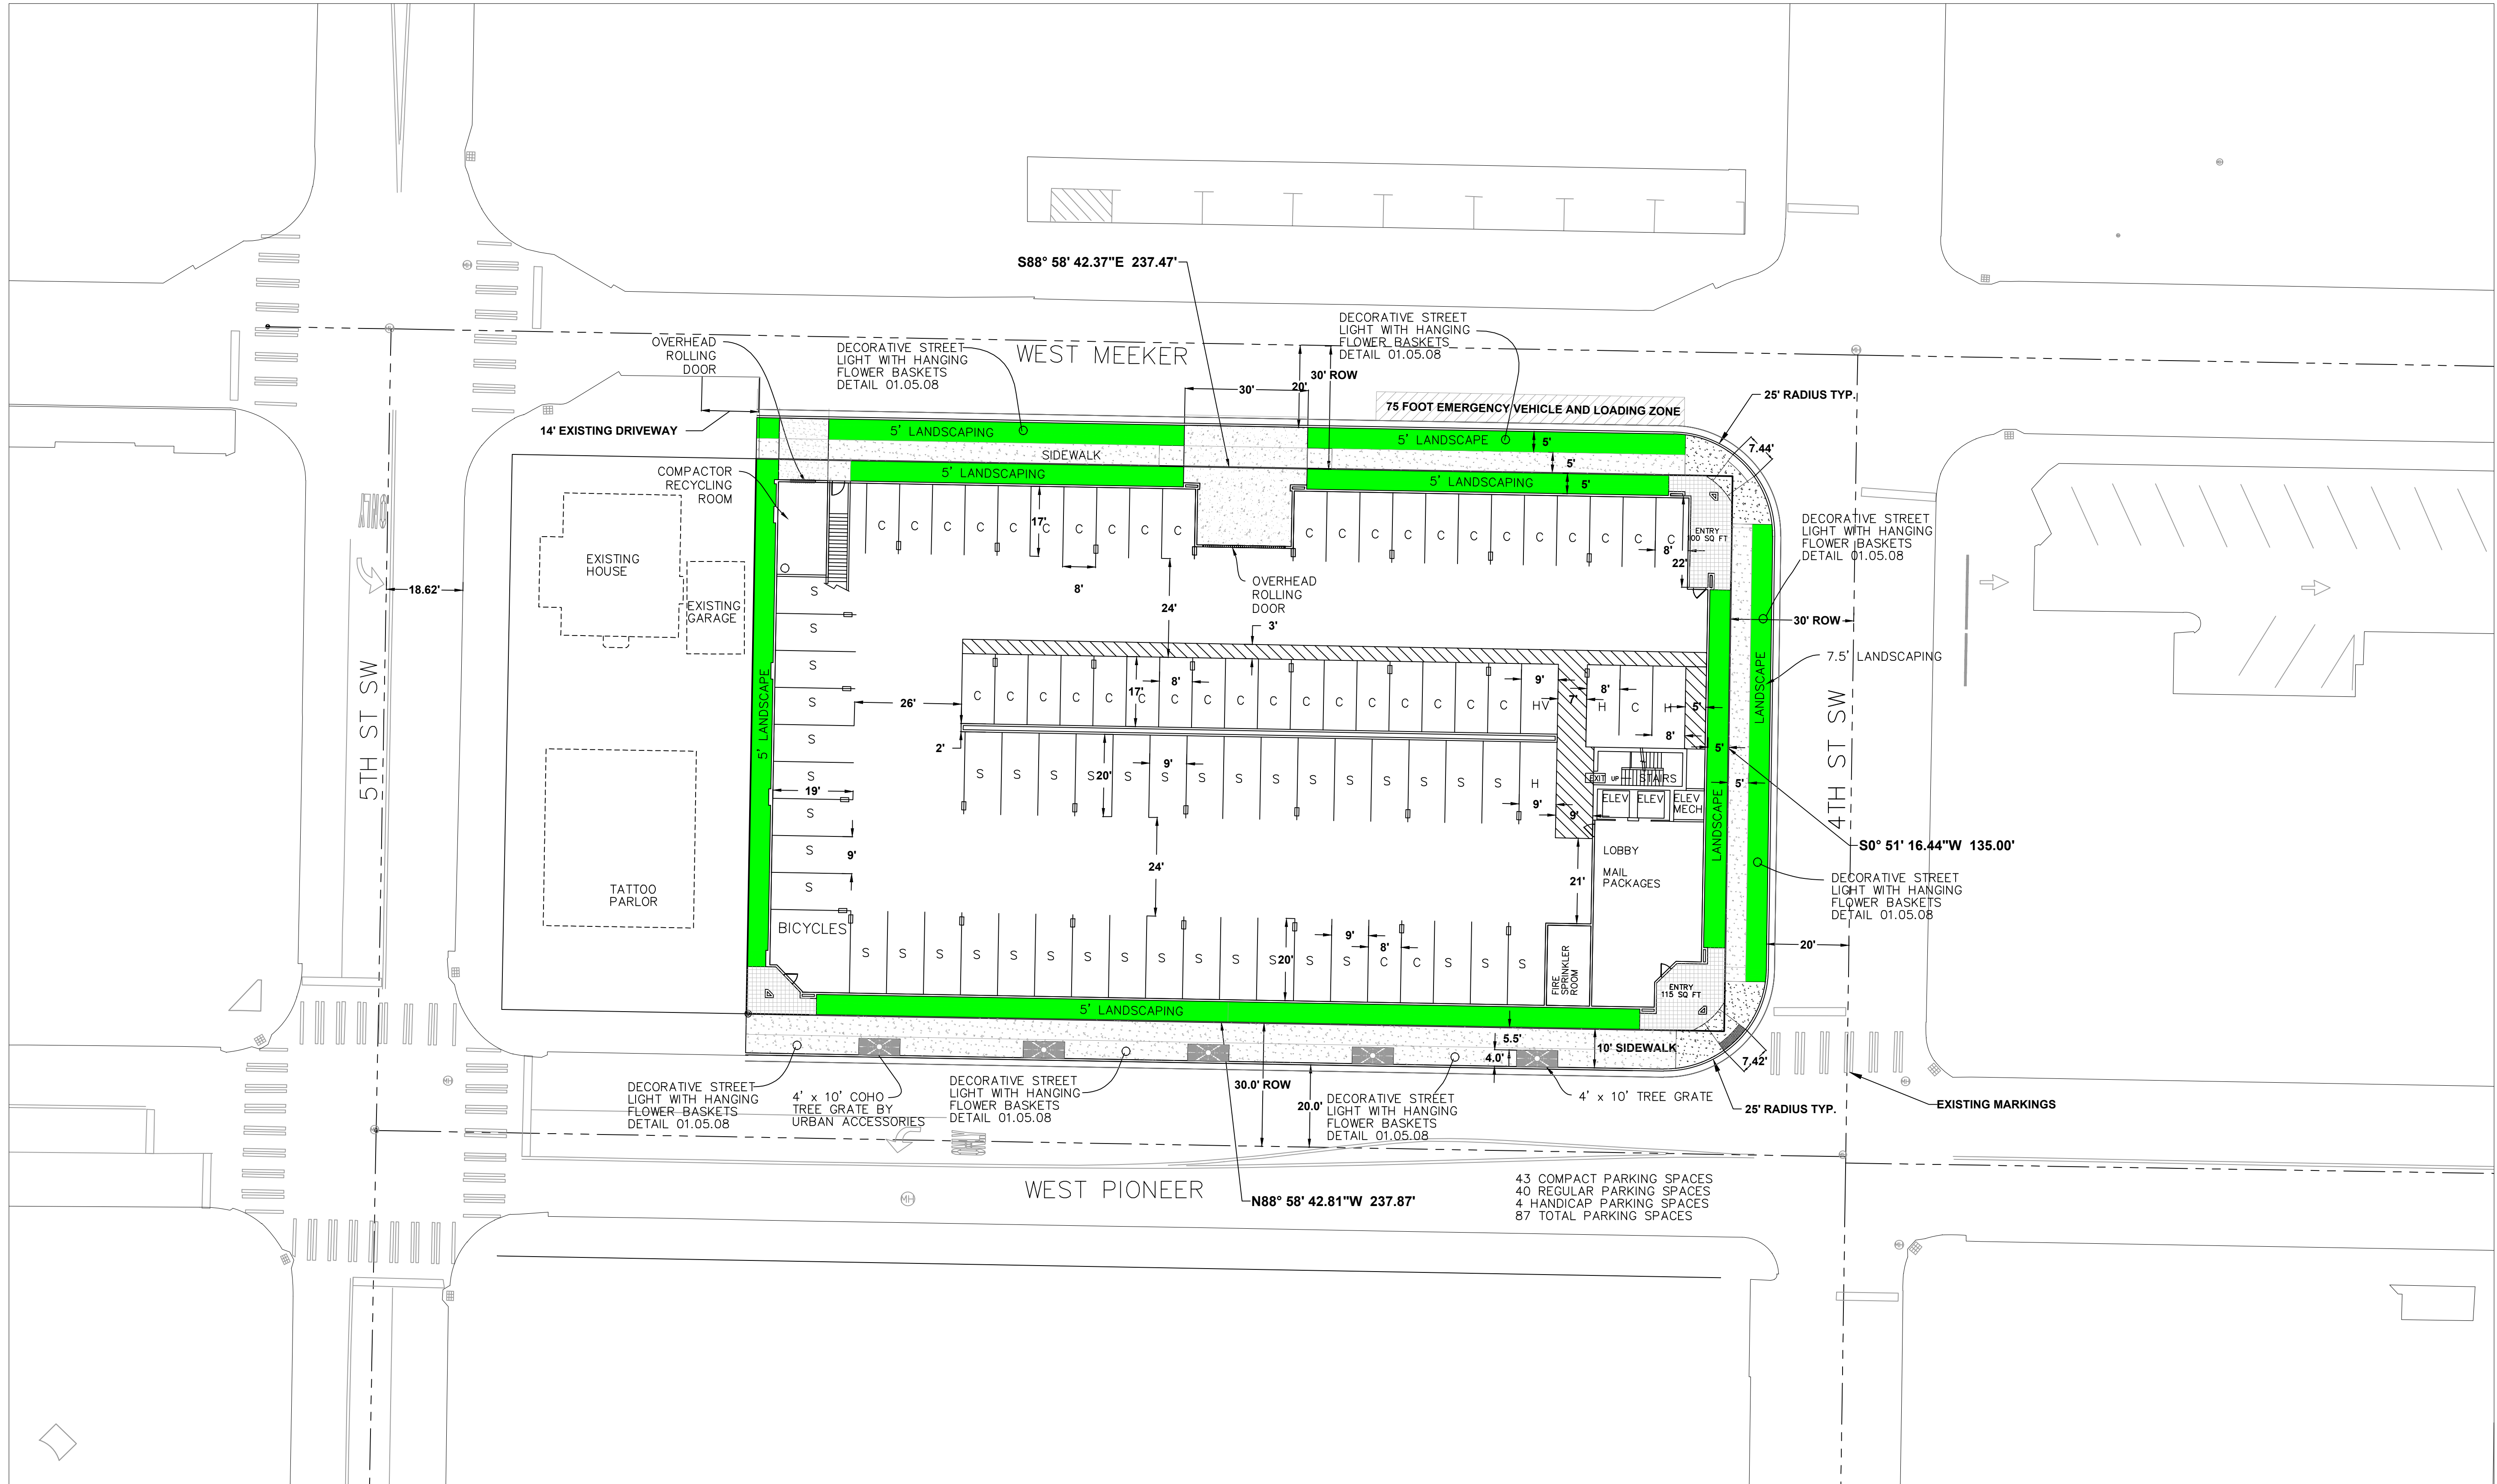 S88° 58' 42.37"E 237.47'
DECORATIVE STREET
LIGHT WITH HANGING
FLOWER BASKETS
DETAIL 01.05.08
OVERHEAD
ROLLING
DOOR
DECORATIVE STREET
LIGHT WITH HANGING
FLOWER BASKETS
DETAIL 01.05.08
WEST MEEKER
30' ROW
20'
30'
75 FOOT EMERGENCY VEHICLE AND LOADING ZONE
25' RADIUS TYP.
14' EXISTING DRIVEWAY
5' LANDSCAPING
5' LANDSCAPE
5'
7.44'
SIDEWALK
5'
COMPACTOR
RECYCLING
ROOM
5' LANDSCAPING
5' LANDSCAPING
5'
ONLY
17'
C C C C C C C C C C
C C C C C C C C C C C C
ENTRY
100 SQ FT
8'
22'
DECORATIVE STREET
LIGHT WITH HANGING
FLOWER BASKETS
DETAIL 01.05.08
EXISTING
HOUSE
EXISTING
GARAGE
18.62'
8'
24'
OVERHEAD
ROLLING
DOOR
3'
30' ROW
7.5' LANDSCAPING
5TH ST SW
5' LANDSCAPE
S
S
S
S
S
S
S
S
S
26'
17'
8'
9'
7'
8'
5'
C C C C C C C C C C C C C C C C C HV H C H
8'
5'
5'
LANDSCAPE
LANDSCAPE
4TH ST SW
2'
19'
9'
20'
9'
S S S S S S S S S S S S S S S H
9'
9'
EXIT UP STAIRS
ELEV ELEV ELEV
MECH
S0° 51' 16.44"W 135.00'
LOBBY
MAIL
PACKAGES
24'
21'
DECORATIVE STREET
LIGHT WITH HANGING
FLOWER BASKETS
DETAIL 01.05.08
TATTOO
PARLOR
BICYCLES
9'
8'
20'
20'
S S S S S S S S S S S S S S C C S S S
FIRE
SPRINKLER
ROOM
ENTRY
115 SQ FT
5' LANDSCAPING
5.5'
4.0'
10' SIDEWALK
7.42'
DECORATIVE STREET
LIGHT WITH HANGING
FLOWER BASKETS
DETAIL 01.05.08
4' x 10' COHO
TREE GRATE BY
URBAN ACCESSORIES
DECORATIVE STREET
LIGHT WITH HANGING
FLOWER BASKETS
DETAIL 01.05.08
30.0' ROW
20.0'
DECORATIVE STREET
LIGHT WITH HANGING
FLOWER BASKETS
DETAIL 01.05.08
4' x 10' TREE GRATE
25' RADIUS TYP.
EXISTING MARKINGS
MH
WEST PIONEER
N88° 58' 42.81"W 237.87'
43 COMPACT PARKING SPACES
40 REGULAR PARKING SPACES
4 HANDICAP PARKING SPACES
87 TOTAL PARKING SPACES